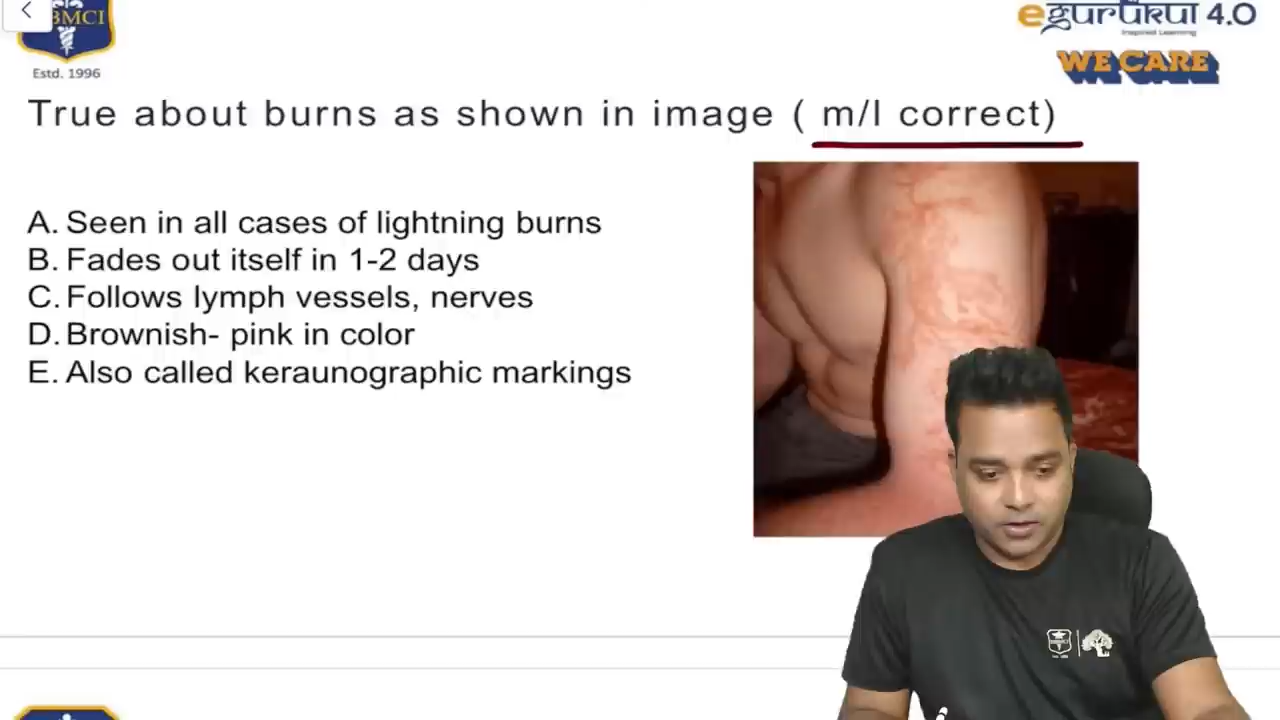 BMCI
Estd. 1996
egurukul 4.0
Inspired Learning
WE CARE
True about burns as shown in image ( m/l correct)
A. Seen in all cases of lightning burns
B. Fades out itself in 1-2 days
C. Follows lymph vessels, nerves
D. Brownish- pink in color
E. Also called keraunographic markings